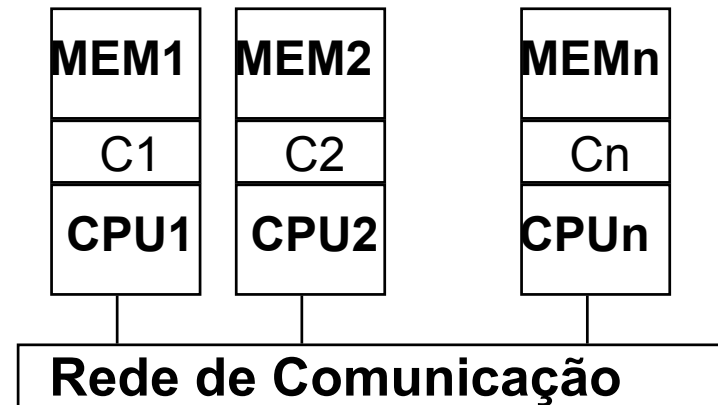 MEM1 MEM2 MEMn
C1 C2 Cn
CPU1 CPU2 CPUn
Rede de Comunicação